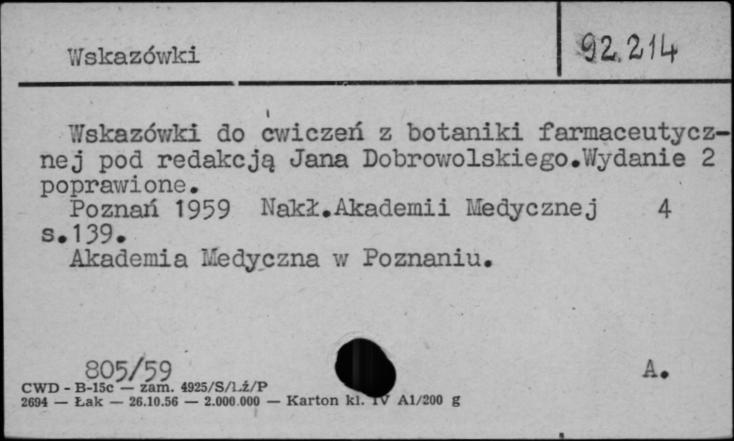 Wskazówki
92.214
Wskazówki do ćwiczeń z botaniki farmaceutycz-
nej pod redakcją Jana Dobrowolskiego.Wydanie 2
poprawione.
Poznań 1959 Nakł.Akademii Medycznej 4
s.139.
Akademia Medyczna w Poznaniu.
805/59
A.
CWD - B-15c — zam. 4925/S/Lź/P
2694 — Łak — 26.10.56 — 2.000.000 — Karton kl. IV A1/200 g